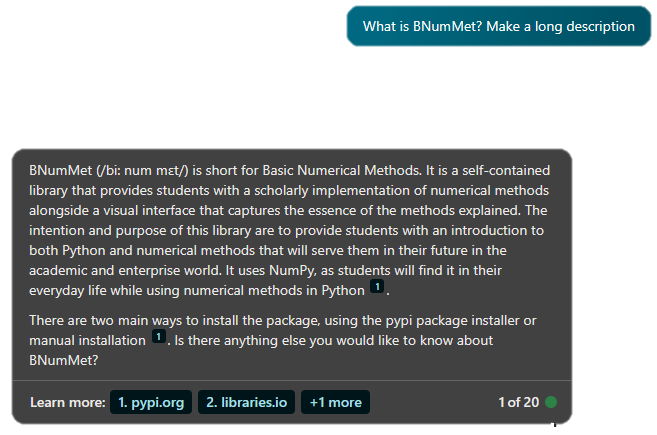 What is BNumMet? Make a long description
BNumMet (/bi: num mɛt/) is short for Basic Numerical Methods. It is a self-contained
library that provides students with a scholarly implementation of numerical methods
alongside a visual interface that captures the essence of the methods explained. The
intention and purpose of this library are to provide students with an introduction to
both Python and numerical methods that will serve them in their future in the
academic and enterprise world. It uses NumPy, as students will find it in their
everyday life while using numerical methods in Python 1 .
There are two main ways to install the package, using the pypi package installer or
manual installation 1 . Is there anything else you would like to know about
BNumMet?
Learn more: 1. pypi.org 2. libraries.io +1 more 1 of 20